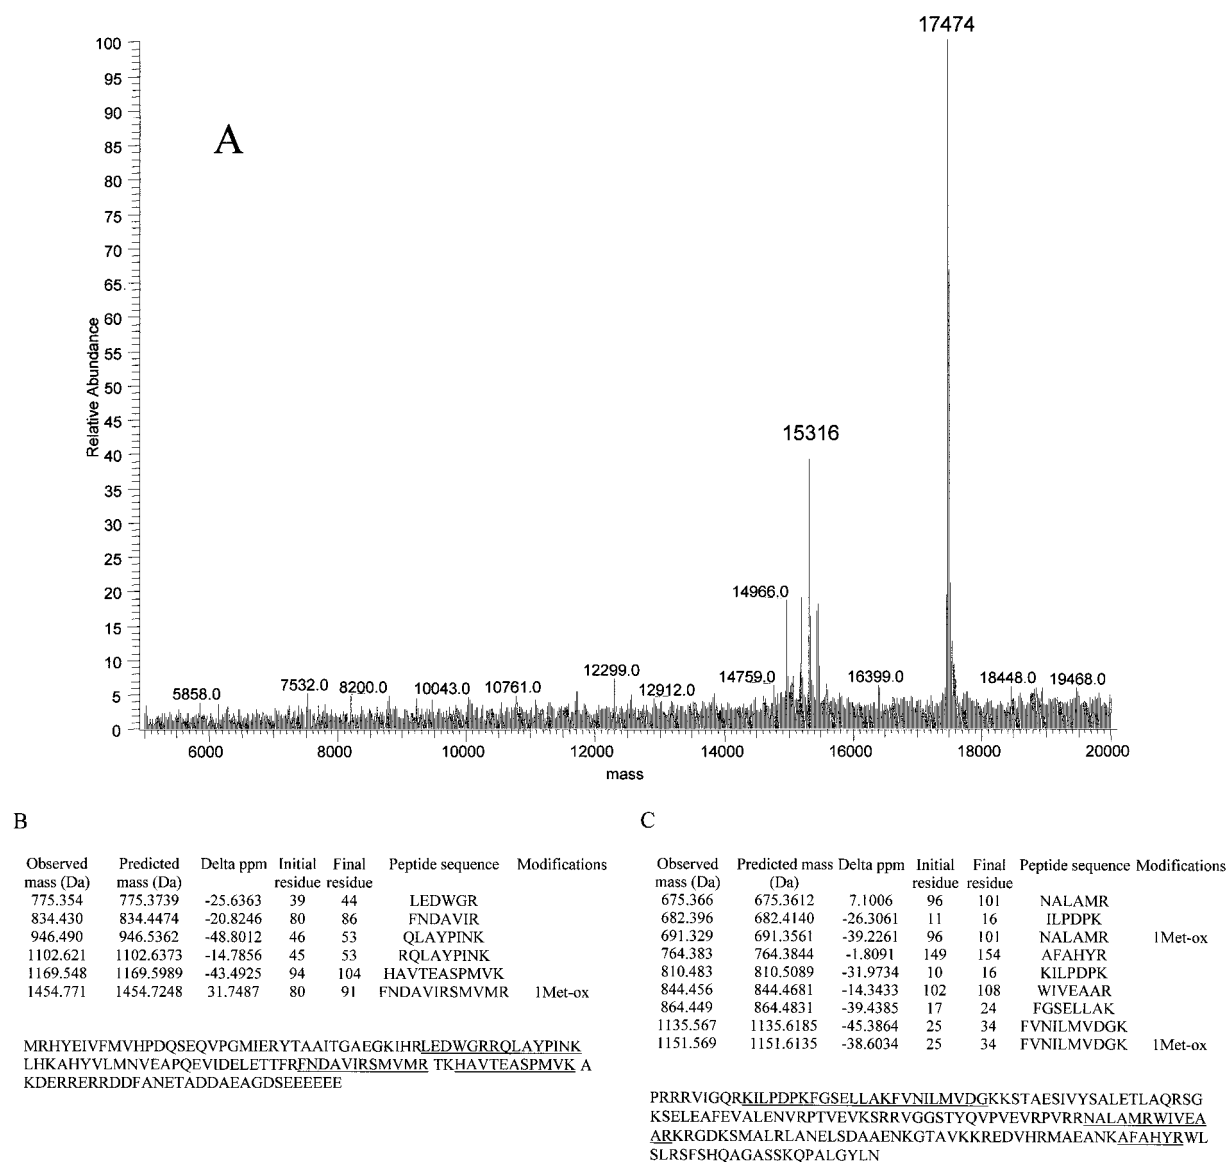 17474
100
95
90
A
85
80
75
70
65
60
55
Relative Abundance
50
45
15316
40
35
30
25
20
14966.0
15
10
12299.0
14759.0
16399.0
7532.0
8200.0
10043.0
10761.0
12912.0
18448.0
19468.0
5858.0
5
0
6000 8000 10000 12000 14000 16000 18000 20000
mass
B
Observed mass (Da) Predicted mass (Da) Delta ppm Initial residue Final residue Peptide sequence Modifications
775.354 775.3739 -25.6363 39 44 LEDWGR
834.430 834.4474 -20.8246 80 86 FNDAVIR
946.490 946.5362 -48.8012 46 53 QLAYPINK
1102.621 1102.6373 -14.7856 45 53 RQLAYPINK
1169.548 1169.5989 -43.4925 94 104 HAVTEASPMVK
1454.771 1454.7248 31.7487 80 91 FNDAVIRSMVMR 1Met-ox
MRHYEIVFMVHPDQSEQVPGMIERYTAAITGAEGKIHRLEDWGRRQLAYPINK
LHKAHYVLMNVEAPQEVIDELETTFRFNDAVIRSMVMR TKHAVTEASPMVK A
KDERRERRDDFANETADDAEAGDSEEEEEE
C
Observed mass (Da) Predicted mass (Da) Delta ppm Initial residue Final residue Peptide sequence Modifications
675.366 675.3612 7.1006 96 101 NALAMR
682.396 682.4140 -26.3061 11 16 ILPDPK
691.329 691.3561 -39.2261 96 101 NALAMR 1Met-ox
764.383 764.3844 -1.8091 149 154 AFAHYR
810.483 810.5089 -31.9734 10 16 KILPDPK
844.456 844.4681 -14.3433 102 108 WIVEAAR
864.449 864.4831 -39.4385 17 24 FGSELLAK
1135.567 1135.6185 -45.3864 25 34 FVNILMVDGK
1151.569 1151.6135 -38.6034 25 34 FVNILMVDGK 1Met-ox
PRRRVIGQRKILPDPKFGSELLAKFVNILMVDGKKSTAESIVYSALETLAQRSG
KSELEAFEVALENVRPTVEVKSRRVGGSTYQVPVEVRPVRRNALAMRWIVEA
ARKRGDKSMALRLANELSDAAENKGTAVKKREDVHRMAEANKAFAHYRWL
SLRSFSHQAGASSKQPALGYLN